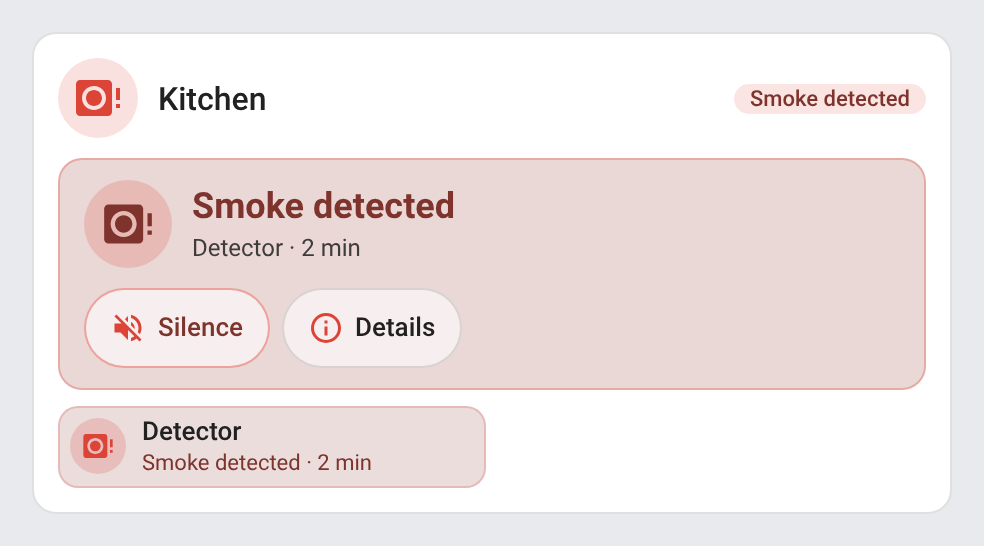 Kitchen
Smoke detected
Smoke detected
Detector · 2 min
Silence
Details
Detector
Smoke detected · 2 min